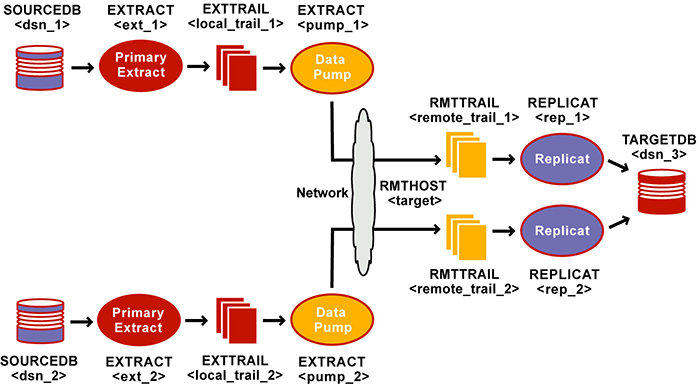 SOURCEDB
<dsn_1>
EXTRACT
<ext_1>
EXTTRAIL
<local_trail_1>
EXTRACT
<pump_1>
Primary
Extract
Data
Pump
RMTTRAIL
<remote_trail_1>
REPLICAT
<rep_1>
Replicat
TARGETDB
<dsn_3>
Network
RMTHOST
<target>
Replicat
RMTTRAIL
<remote_trail_2>
REPLICAT
<rep_2>
Primary
Extract
Data
Pump
SOURCEDB
<dsn_2>
EXTRACT
<ext_2>
EXTTRAIL
<local_trail_2>
EXTRACT
<pump_2>